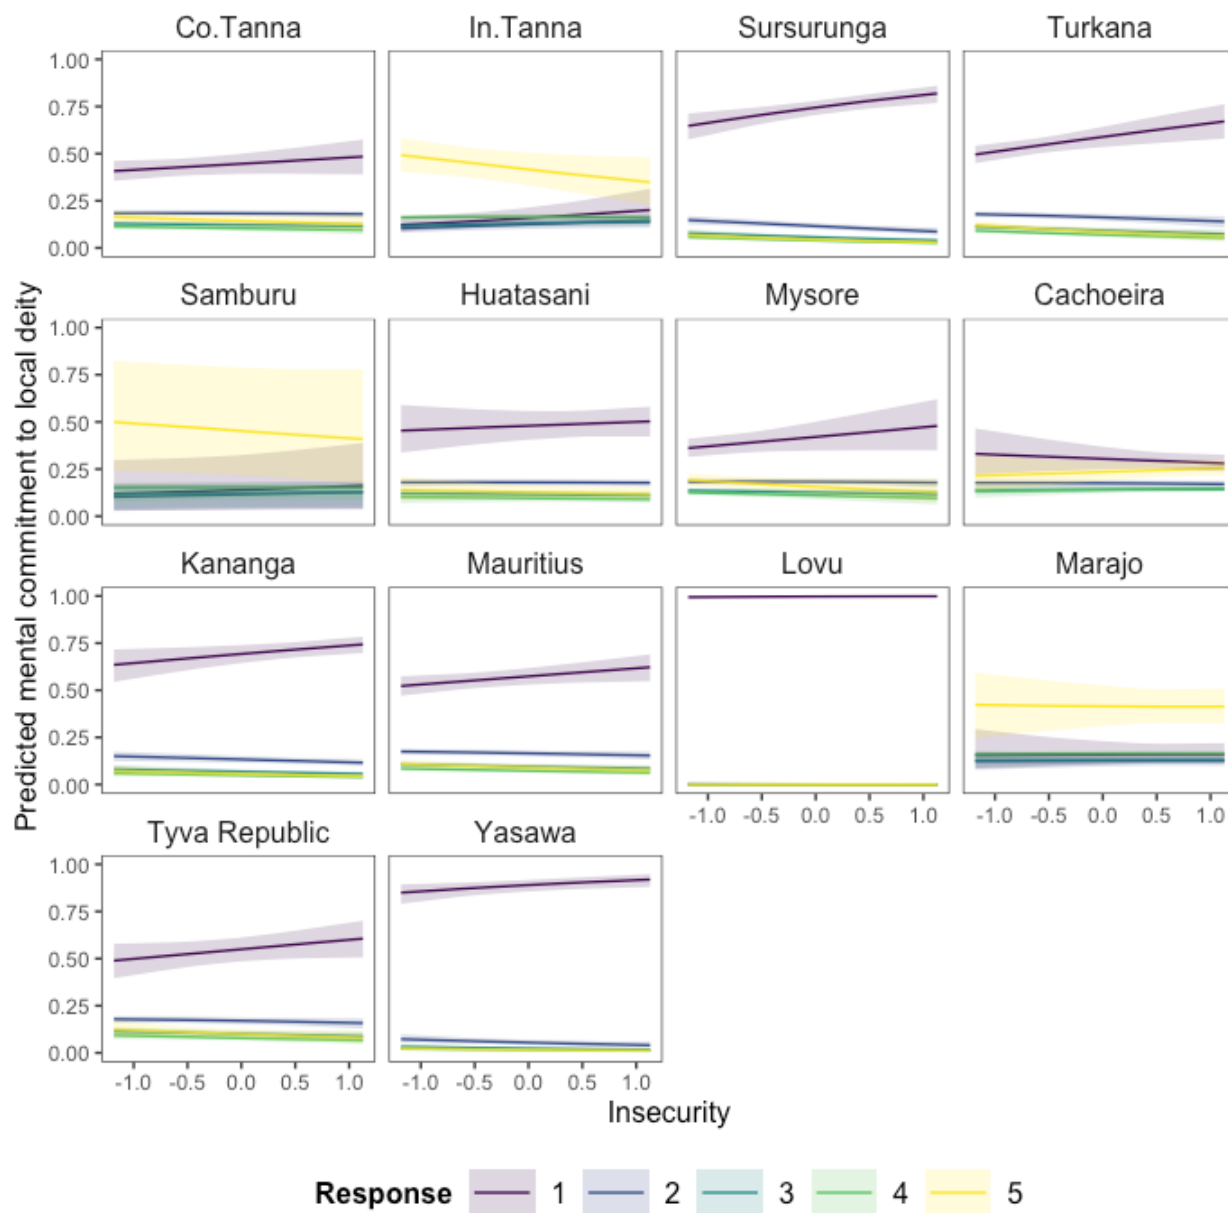 Co.Tanna In.Tanna Sursurunga Turkana
1.00
0.75
0.50
0.25
0.00
Samburu Huatasani Mysore Cachoeira
1.00
0.75
0.50
0.25
0.00
Kananga Mauritius Lovu Marajo
1.00
0.75
0.50
0.25
0.00
-1.0 -0.5 0.0 0.5 1.0 -1.0 -0.5 0.0 0.5 1.0
Tyva Republic Yasawa
1.00
0.75
0.50
0.25
0.00
-1.0 -0.5 0.0 0.5 1.0 -1.0 -0.5 0.0 0.5 1.0
Predicted mental commitment to local deity
Insecurity
Response 1 2 3 4 5